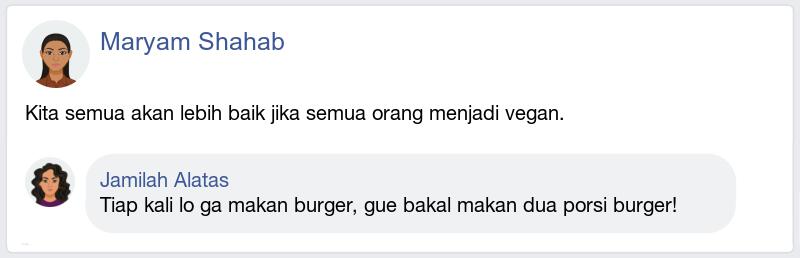 Maryam Shahab
Kita semua akan lebih baik jika semua orang menjadi vegan.
Jamilah Alatas
Tiap kali lo ga makan burger, gue bakal makan dua porsi burger!